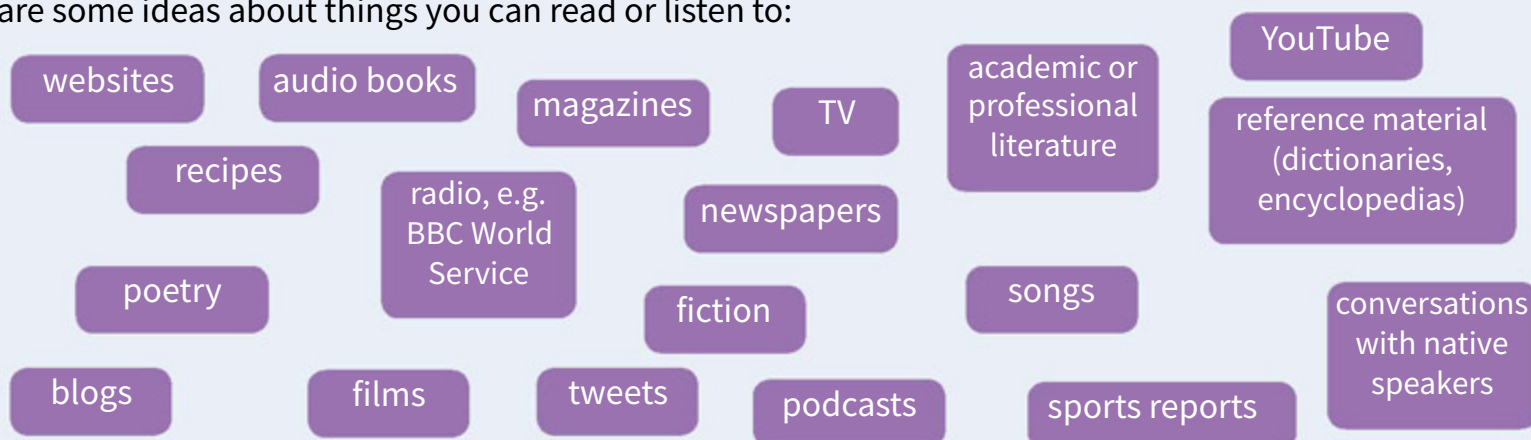 are some ideas about things you can read or listen to:
websites
audio books
magazines
TV
academic or
professional
literature
YouTube
reference material
(dictionaries,
encyclopedias)
recipes
radio, e.g.
BBC World
Service
newspapers
poetry
fiction
songs
conversations
with native
speakers
blogs
films
tweets
podcasts
sports reports